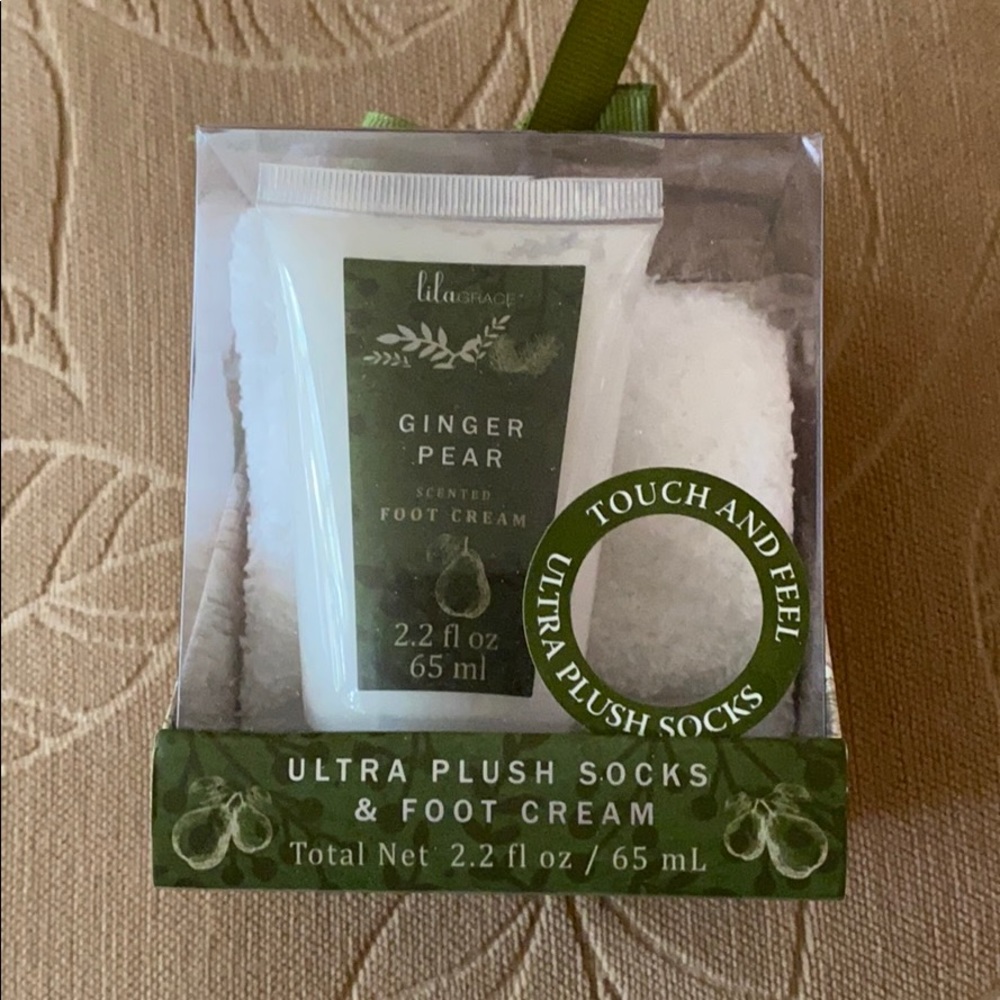 lilaGRACE
GINGER
PEAR
SCENTED
FOOT CREAM
2.2 fl oz
65 ml
TOUCH AND FEEL
ULTRA PLUSH SOCKS
ULTRA PLUSH SOCKS
& FOOT CREAM
Total Net 2.2 fl oz / 65 mL